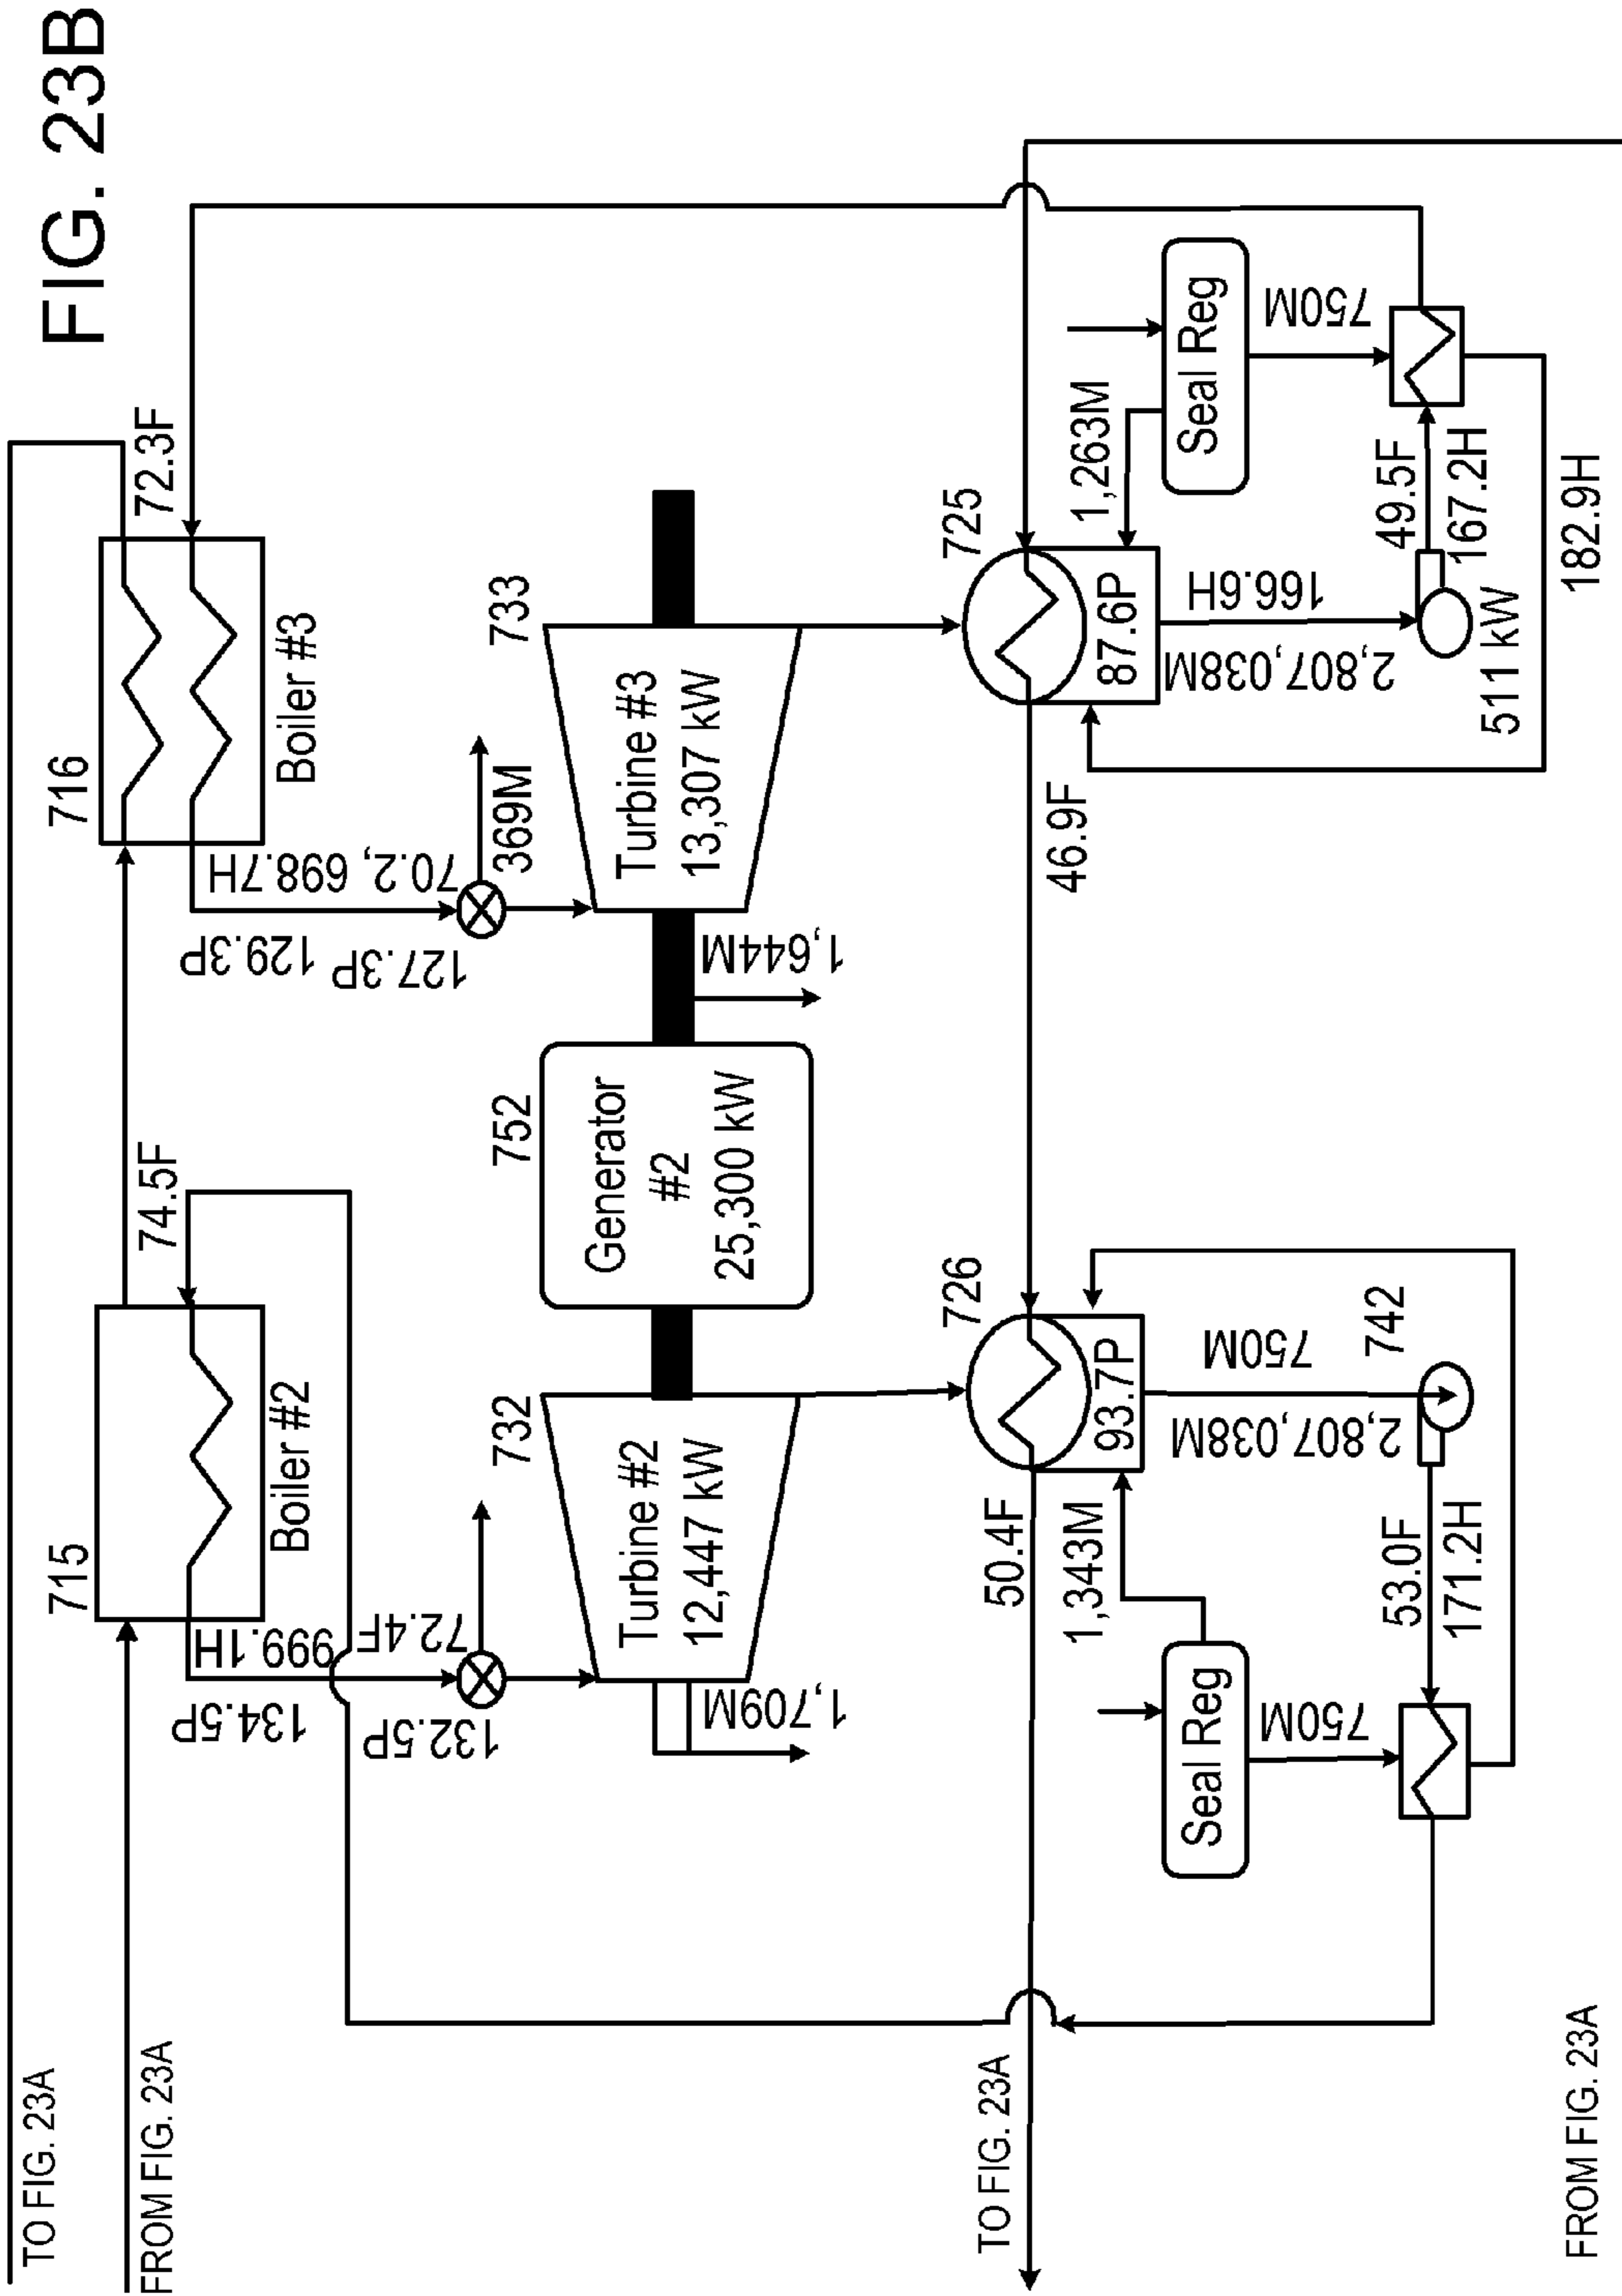 FIG. 23B
TO FIG. 23A
FROM FIG. 23A
715
Boiler #2
74.5F
716
Boiler #3
72.3F
999.1H
72.4F
134.5P
132.5P
70.2, 698.7H
129.3P
127.3P
369M
732
Turbine #2
12,447 kW
1,709M
752
Generator
#2
25,300 kW
1,644M
733
Turbine #3
13,307 kW
TO FIG. 23A
50.4F
726
93.7P
46.9F
725
87.6P
1,343M
Seal Reg
750M
750M
2,807,038M
742
53.0F
171.2H
1,263M
Seal Reg
750M
166.6H
2,807,038M
511 kW
49.5F
167.2H
182.9H
FROM FIG. 23A